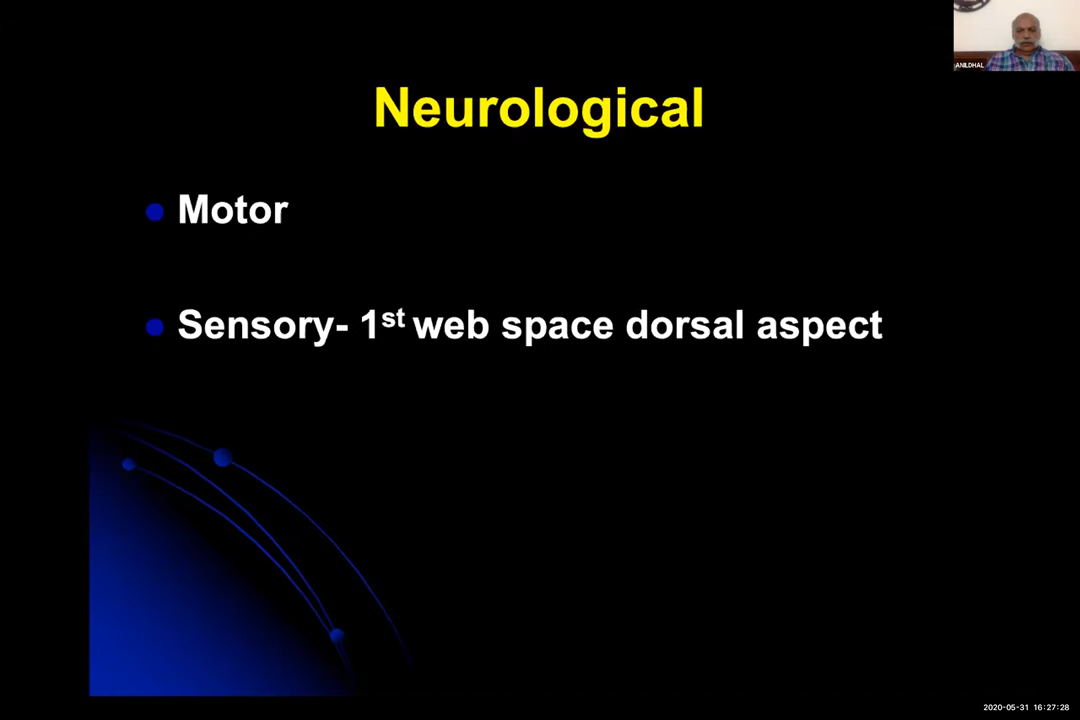 ANILDHAL
Neurological
Motor
Sensory- 1st web space dorsal aspect
2020-05-31 16:27:28